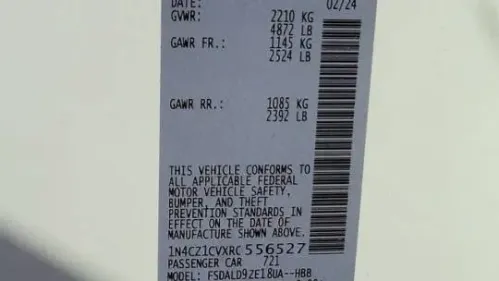 DATE: 02/24
GVWR: 2210 KG
4872 LB
GAWR FR.: 1145 KG
2524 LB
GAWR RR.: 1085 KG
2392 LB
THIS VEHICLE CONFORMS TO
ALL APPLICABLE FEDERAL
MOTOR VEHICLE SAFETY,
BUMPER, AND THEFT
PREVENTION STANDARDS IN
EFFECT ON THE DATE OF
MANUFACTURE SHOWN ABOVE.
1N4CZ1CVXRC 556527
PASSENGER CAR 721
MODEL: FSDALD9ZE18UA--HBB